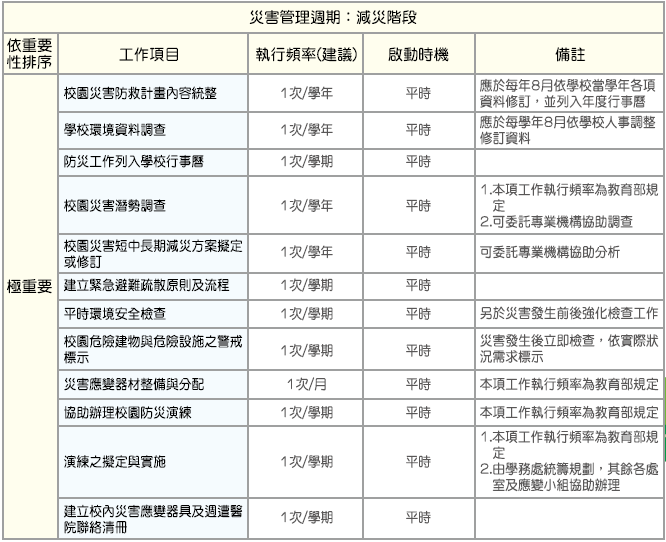 災害管理週期：減災階段
依重要
性排序
工作項目
執行頻率(建議)
啟動時機
備註
極重要
校園災害防救計畫內容統整
1次/學年
平時
應於每年8月依學校當學年各項
資料修訂，並列入年度行事曆
學校環境資料調查
1次/學年
平時
應於每學年8月依學校人事調整
修訂資料
防災工作列入學校行事曆
1次/學期
平時
校園災害潛勢調查
1次/學年
平時
1.本項工作執行頻率為教育部規
定
2.可委託專業機構協助調查
校園災害短中長期減災方案擬定
或修訂
1次/學年
平時
可委託專業機構協助分析
建立緊急避難疏散原則及流程
1次/學期
平時
平時環境安全檢查
1次/學期
平時
另於災害發生前後強化檢查工作
校園危險建物與危險設施之警戒
標示
1次/學期
平時
災害發生後立即檢查，依實際狀
況需求標示
災害應變器材整備與分配
1次/月
平時
本項工作執行頻率為教育部規定
協助辦理校園防災演練
1次/學期
平時
本項工作執行頻率為教育部規定
演練之擬定與實施
1次/學期
平時
1.本項工作執行頻率為教育部規
定
2.由學務處統籌規劃，其餘各處
室及應變小組協助辦理
建立校內災害應變器具及週遭醫
院聯絡清冊
1次/學期
平時